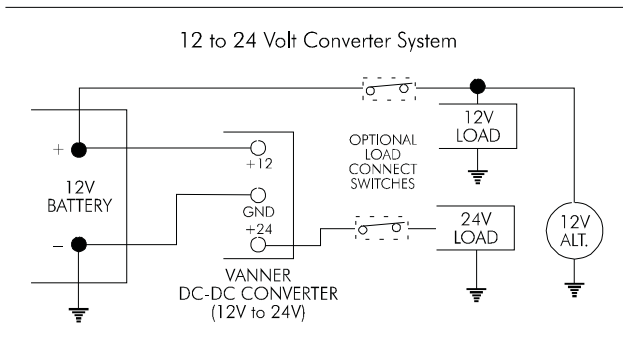 12 to 24 Volt Converter System
12V
LOAD
OPTIONAL
LOAD
CONNECT
SWITCHES
+
+12
12V
BATTERY
GND
+24
−
24V
LOAD
12V
ALT.
VANNER
DC-DC CONVERTER
(12V to 24V)